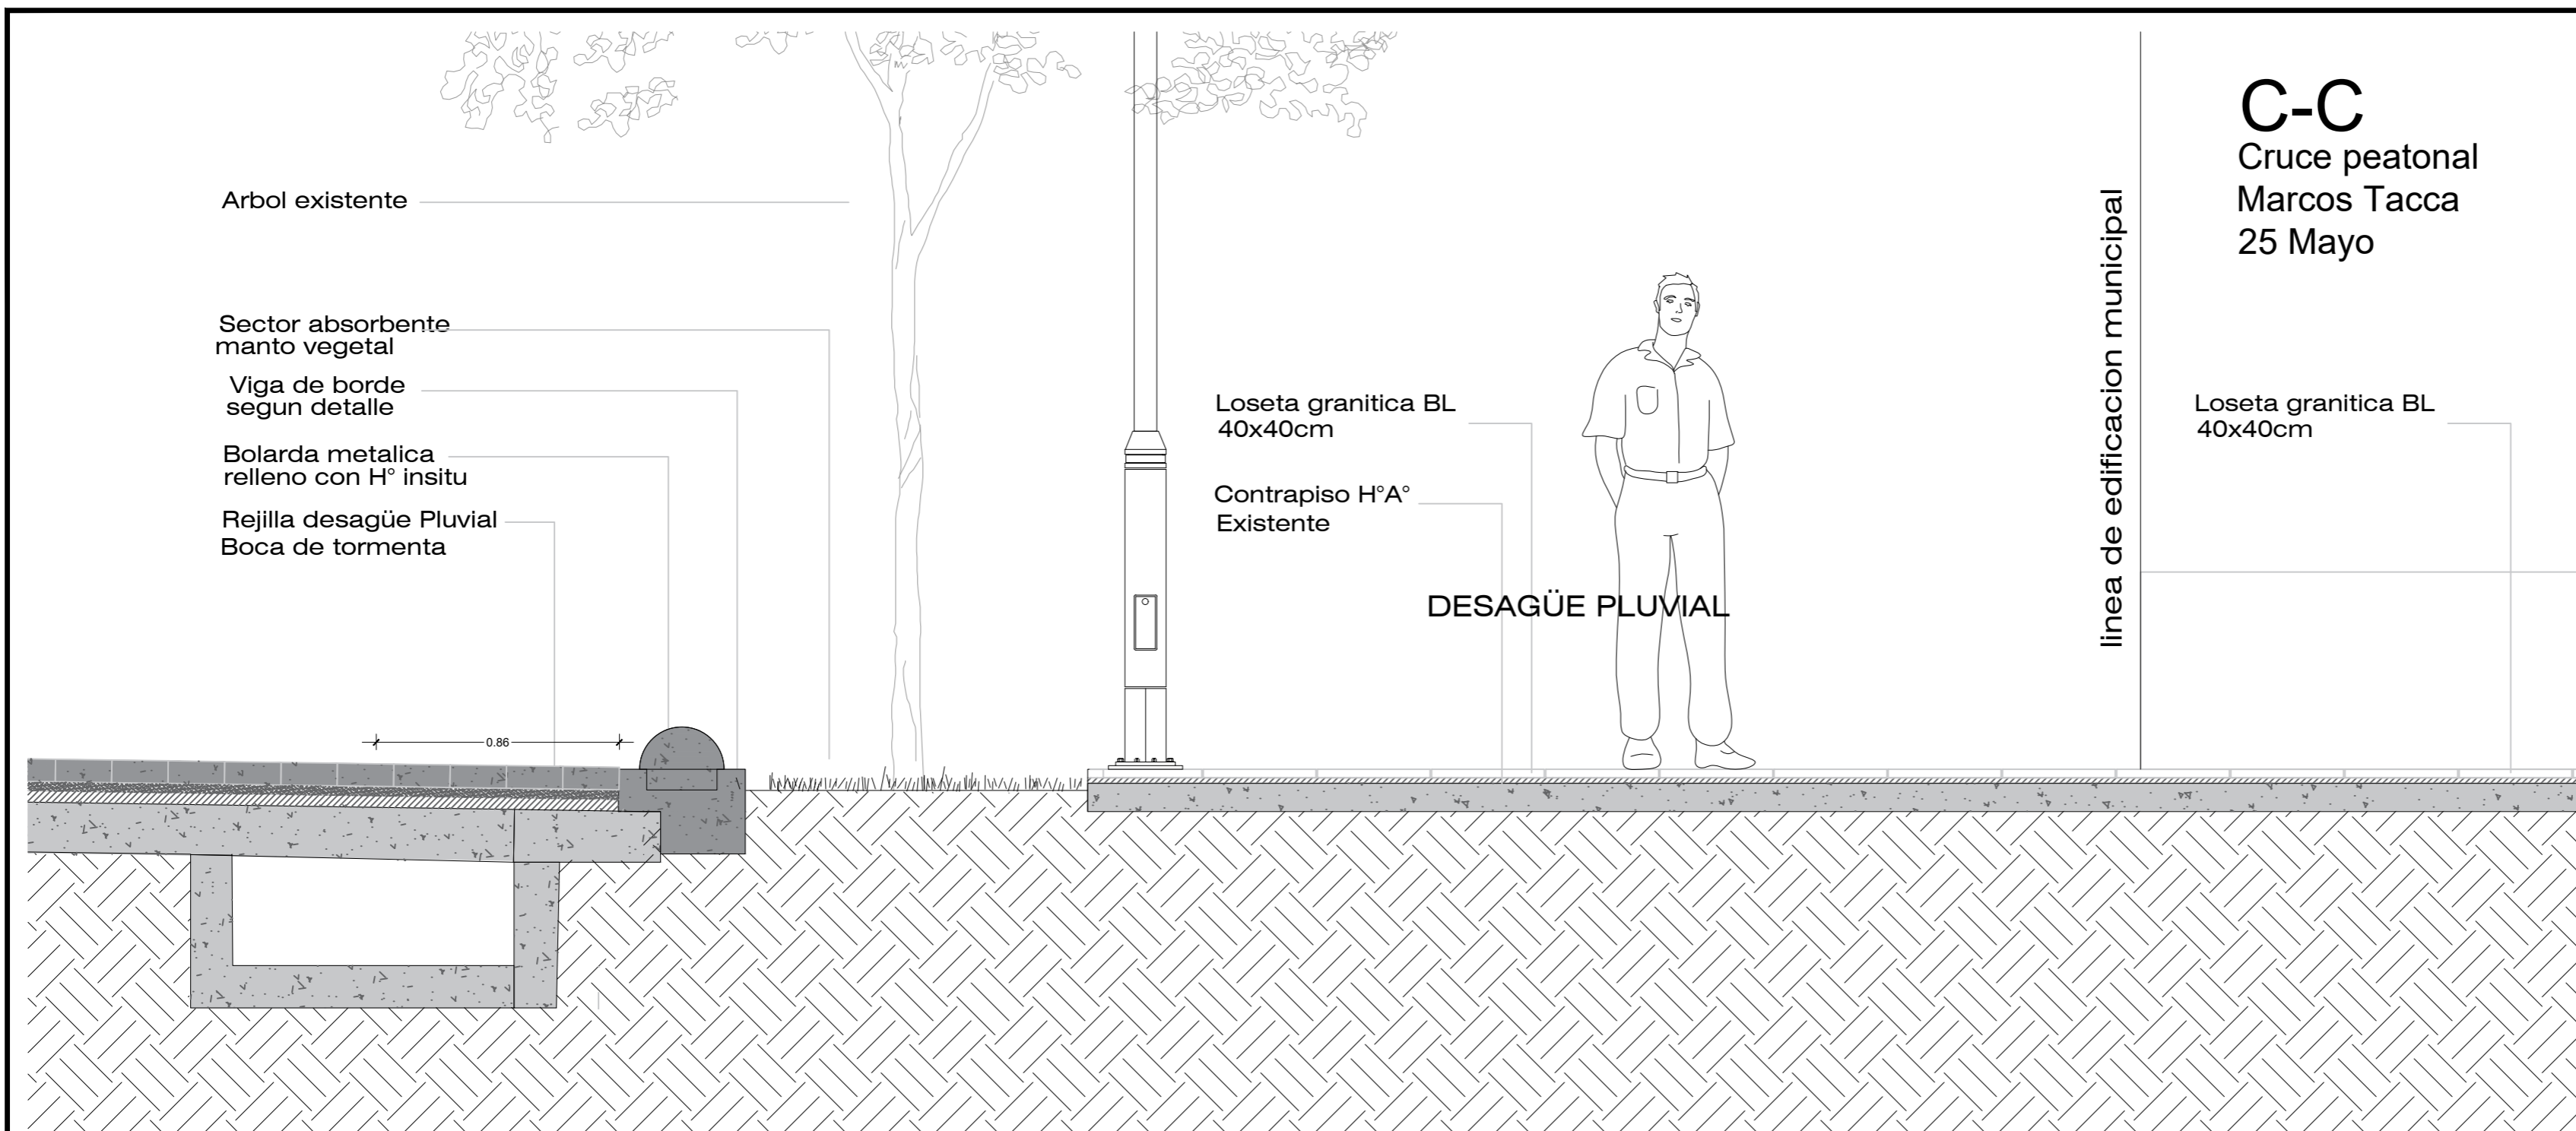 C-C
Cruce peatonal
Marcos Tacca
25 Mayo
Arbol existente
Sector absorbente
manto vegetal
Viga de borde
segun detalle
Bolarda metalica
relleno con H° insitu
Rejilla desagüe Pluvial
Boca de tormenta
0.86
Loseta granitica BL
40x40cm
Contrapiso H°A°
Existente
DESAGÜE PLUVIAL
linea de edificacion municipal
Loseta granitica BL
40x40cm